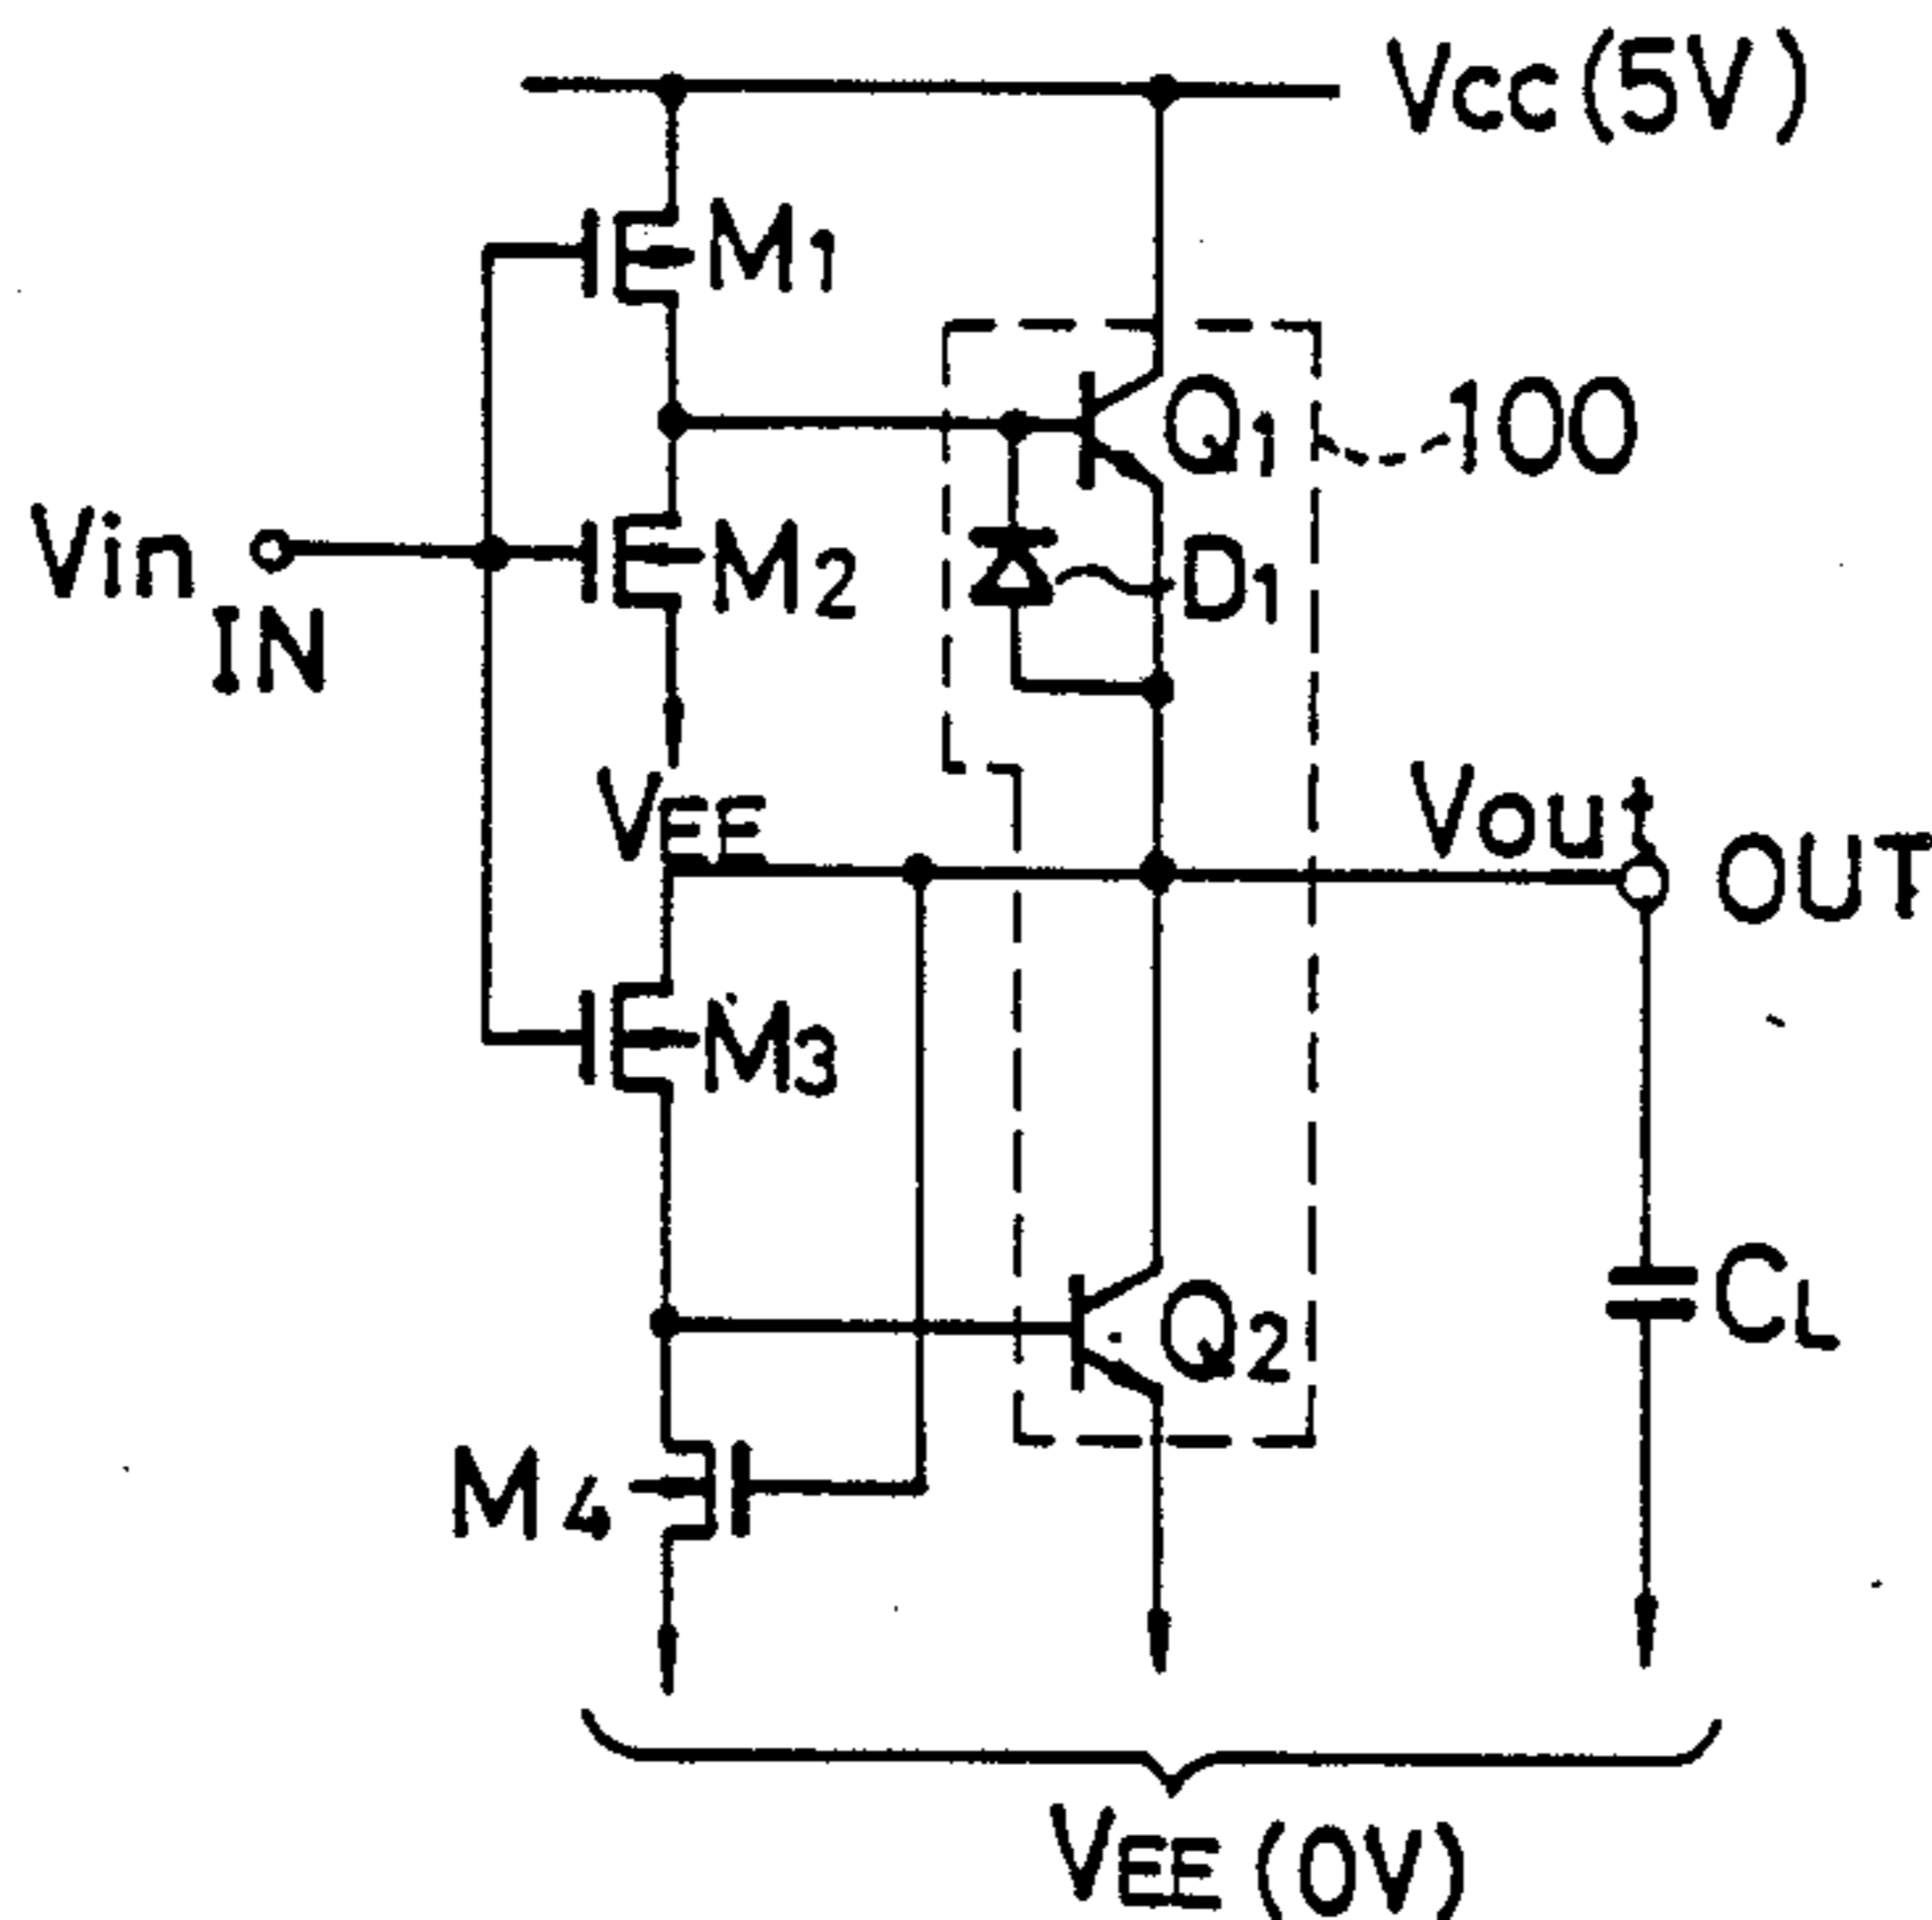 Vcc (5V)
M1
Q1
100
Vin
IN
M2
D1
VEE
Vout
OUT
M3
Q2
CL
M4
VEE (0V)